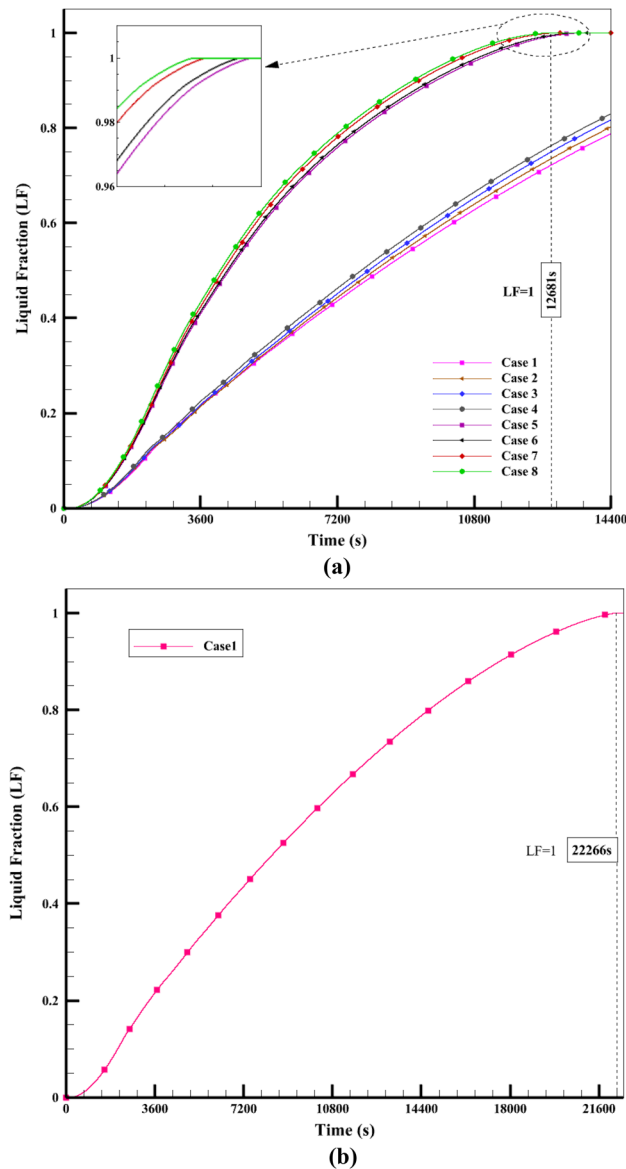 1
0.98
0.96
1
0.8
0.6
0.4
0.2
0
Liquid Fraction (LF)
LF=1
12681s
Case 1
Case 2
Case 3
Case 4
Case 5
Case 6
Case 7
Case 8
0 3600 7200 10800 14400
Time (s)
(a)
1
0.8
0.6
0.4
0.2
0
Liquid Fraction (LF)
Case1
LF=1 22266s
0 3600 7200 10800 14400 18000 21600
Time (s)
(b)